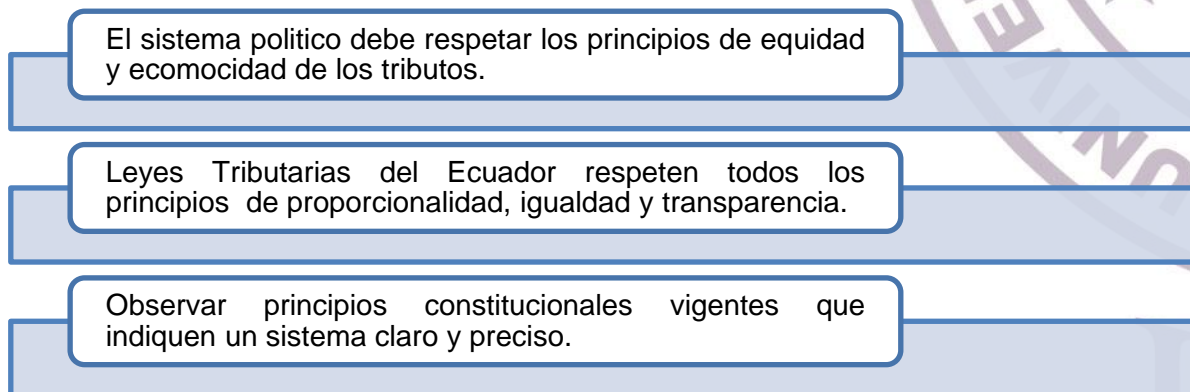 El sistema politico debe respetar los principios de equidad
y ecomocidad de los tributos.
Leyes Tributarias del Ecuador respeten todos los
principios de proporcionalidad, igualdad y transparencia.
Observar principios constitucionales vigentes que
indiquen un sistema claro y preciso.